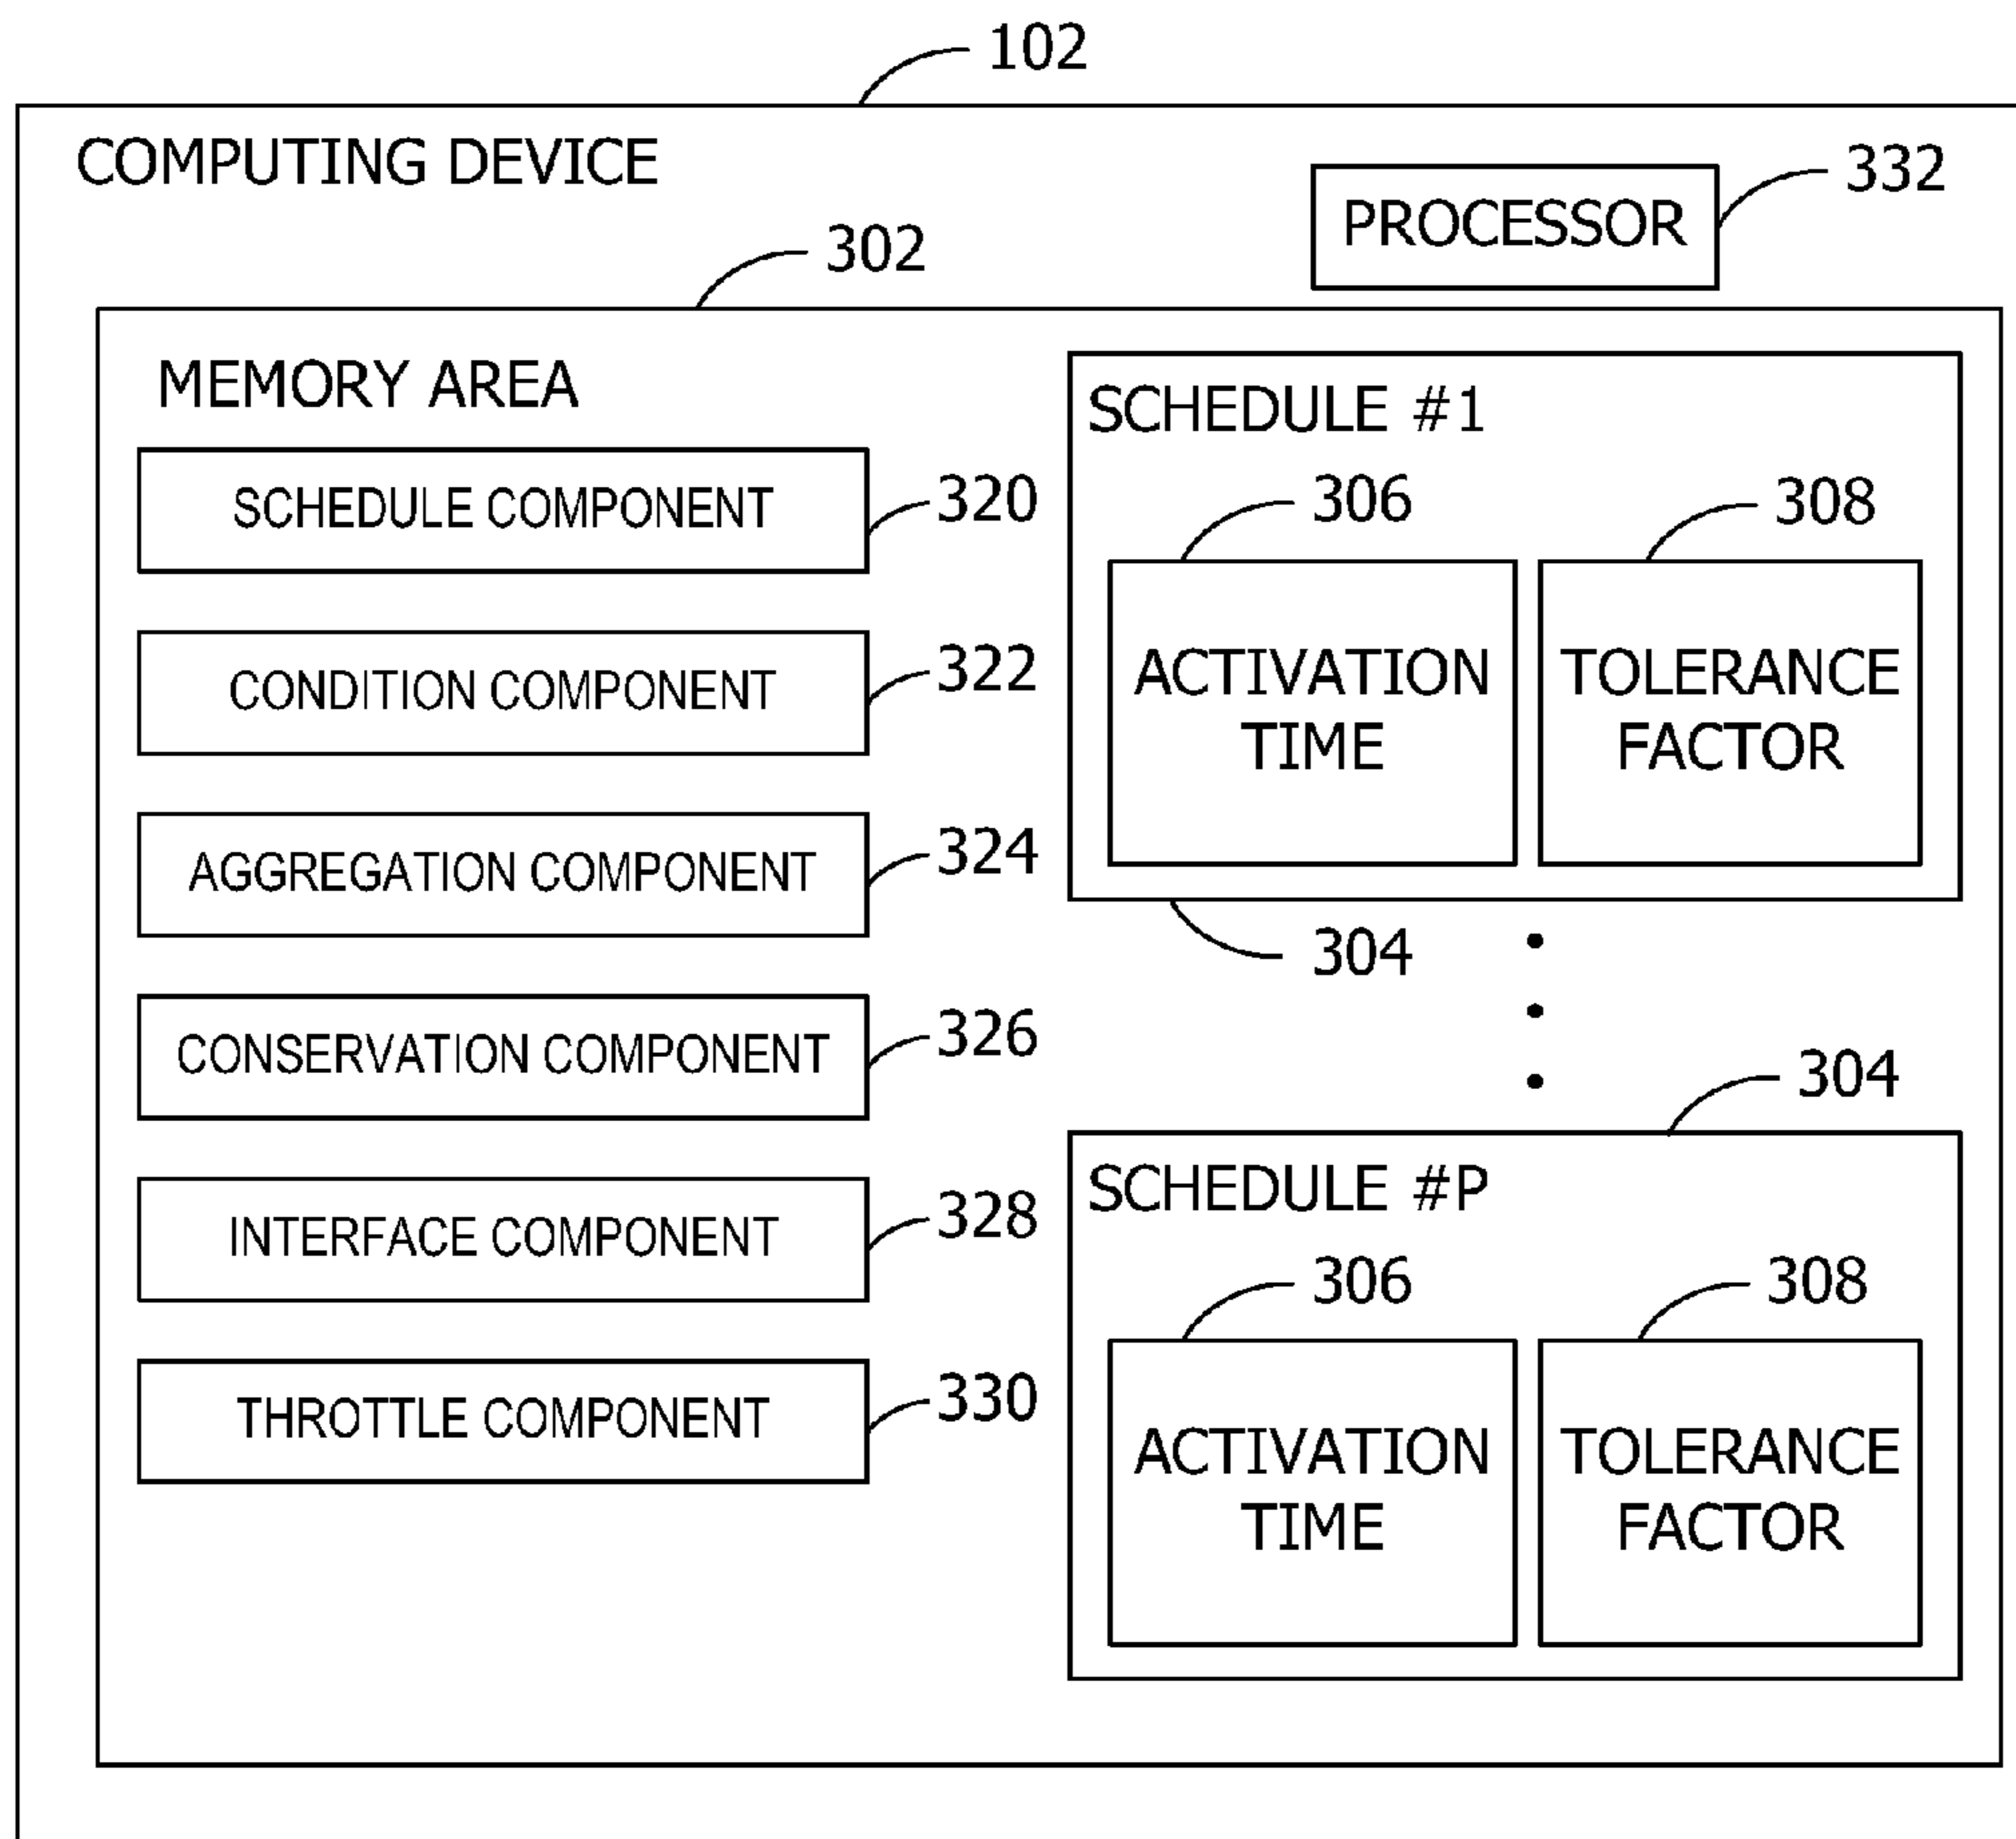 102
COMPUTING DEVICE
PROCESSOR
332
302
MEMORY AREA
SCHEDULE COMPONENT
320
CONDITION COMPONENT
322
AGGREGATION COMPONENT
324
CONSERVATION COMPONENT
326
INTERFACE COMPONENT
328
THROTTLE COMPONENT
330
SCHEDULE #1
306
308
ACTIVATION
TIME
TOLERANCE
FACTOR
304
304
SCHEDULE #P
306
308
ACTIVATION
TIME
TOLERANCE
FACTOR